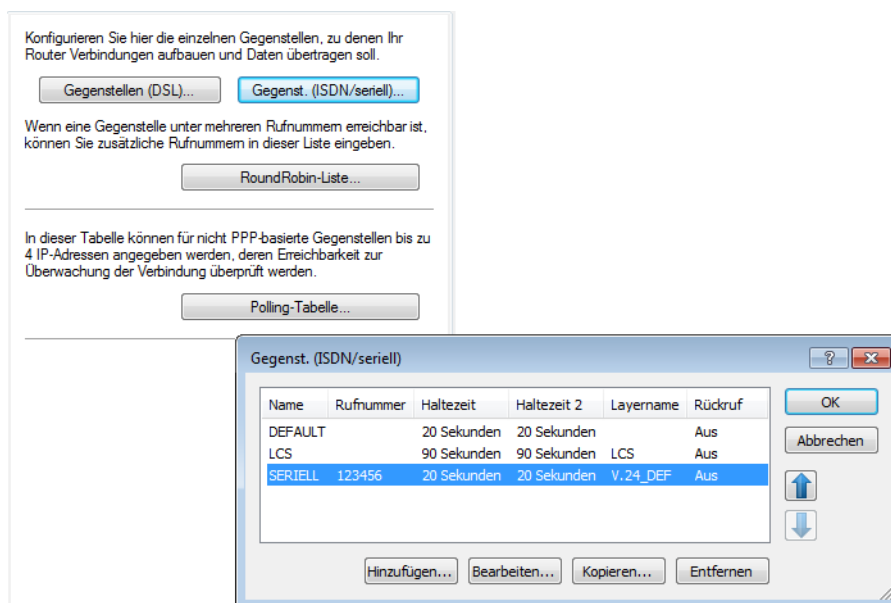 Konfigurieren Sie hier die einzelnen Gegenstellen, zu denen Ihr
Router Verbindungen aufbauen und Daten übertragen soll.
Gegenstellen (DSL)... Gegenst. (ISDN/seriell)...
Wenn eine Gegenstelle unter mehreren Rufnummern erreichbar ist,
können Sie zusätzliche Rufnummern in dieser Liste eingeben.
RoundRobin-Liste...
In dieser Tabelle können für nicht PPP-basierte Gegenstellen bis zu
4 IP-Adressen angegeben werden, deren Erreichbarkeit zur
Überwachung der Verbindung überprüft werden.
Polling-Tabelle...
Gegenst. (ISDN/seriell)
Name Rufnummer Haltezeit Haltezeit 2 Layername Rückruf
DEFAULT 20 Sekunden 20 Sekunden Aus
LCS 90 Sekunden 90 Sekunden LCS Aus
SERIELL 123456 20 Sekunden 20 Sekunden V.24_DEF Aus
OK
Abbrechen
Hinzufügen... Bearbeiten... Kopieren... Entfernen